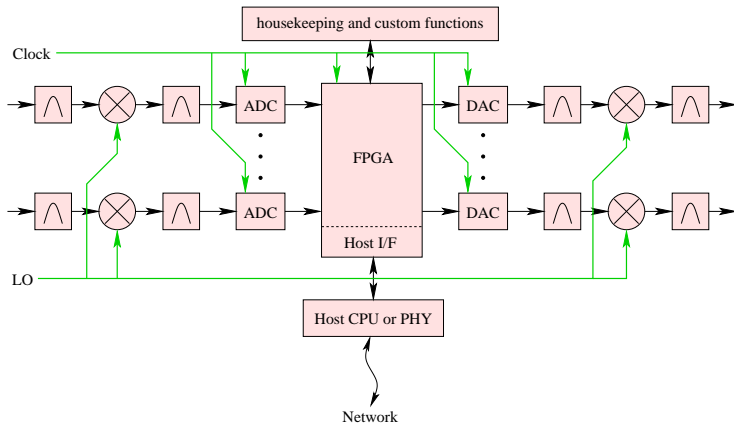 housekeeping and custom functions
Clock
ADC
DAC
FPGA
ADC
DAC
Host I/F
LO
Host CPU or PHY
Network